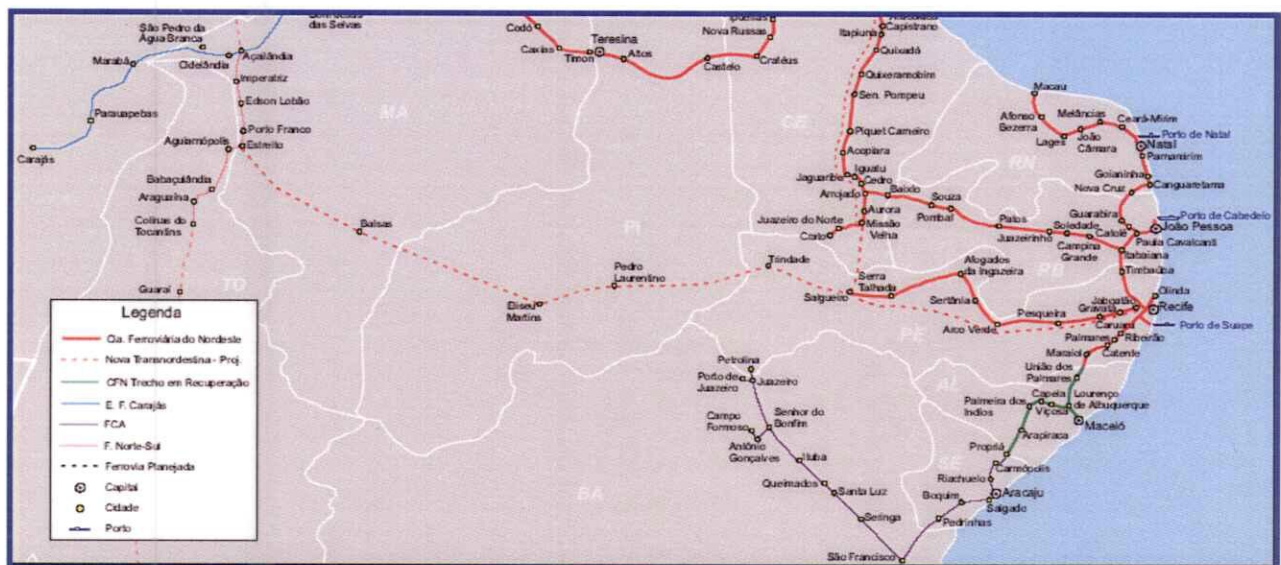 das Selvas
São Pedro da
Água Branca
Marabá
Cidelândia
Açailândia
Imperatriz
Parauapebas
Edson Lobão
Porto Franco
Aguiarnópolis
Estreito
Carajás
Babaçulândia
Araguaína
Colinas do
Tocantins
Guaraí
Balsas
Eliseu
Martins
Pedro
Laurentino
Trindade
Codó
Caxias
Timon
Teresina
Altos
Castelo
Crateús
Nova Russas
Ipueiras
Capistrano
Itapiuna
Quixadá
Quixeramobim
Sen. Pompeu
Piquet Carneiro
Acopiara
Iguatu
Jaguaribe
Cedro
Arrojado
Baixio
Aurora
Souza
Pombal
Juazeiro do Norte
Missão
Velha
Crato
Patos
Juazeirinho
Soledade
Campina
Grande
Catolé
Macau
Afonso
Bezerra
Melâncias
Lages
João
Câmara
Ceará-Mirim
Porto de Natal
Natal
Parnamirim
Goianinha
Nova Cruz
Canguaretama
Guarabira
Porto de Cabedelo
João Pessoa
Paula Cavalcanti
Itabaiana
Timbaúba
Olinda
Recife
Porto de Suape
Jaboatão
Gravatá
Caruaru
Ribeirão
Palmares
Catende
Maraial
Serra
Talhada
Salgueiro
Afogados
da Ingazeira
Sertânia
Pesqueira
Arco Verde
União dos
Palmares
Lourenço
de Albuquerque
Capela
Viçosa
Palmeira dos
Indios
Maceió
Arapiraca
Propriá
Carmópolis
Riachuelo
Aracaju
Salgado
Boquim
Pedrinhas
Petrolina
Porto de
Juazeiro
Juazeiro
Senhor do
Bonfim
Campo
Formoso
Antônio
Gonçalves
Itiuba
Queimados
Santa Luz
Seringa
São Francisco
MA
PI
CE
RN
PB
PE
AL
SE
BA
TO
Legenda
Cia. Ferroviária do Nordeste
Nova Transnordestina - Proj.
CFN Trecho em Recuperação
E. F. Carajás
FCA
F. Norte-Sul
Ferrovia Planejada
Capital
Cidade
Porto